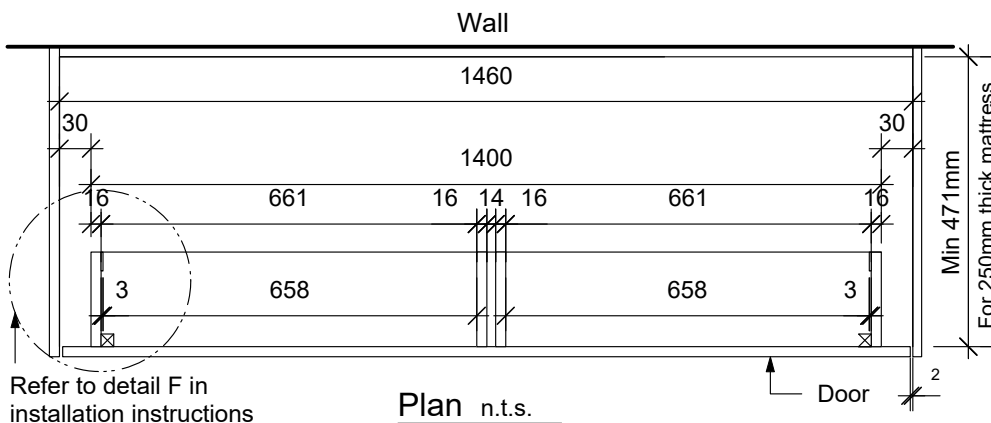 Wall
1460
30
30
1400
16 661 16 14 16 661 16
Min 471mm
For 250mm thick mattress
3 658 658 3
Refer to detail F in
installation instructions
Plan n.t.s.
Door
2